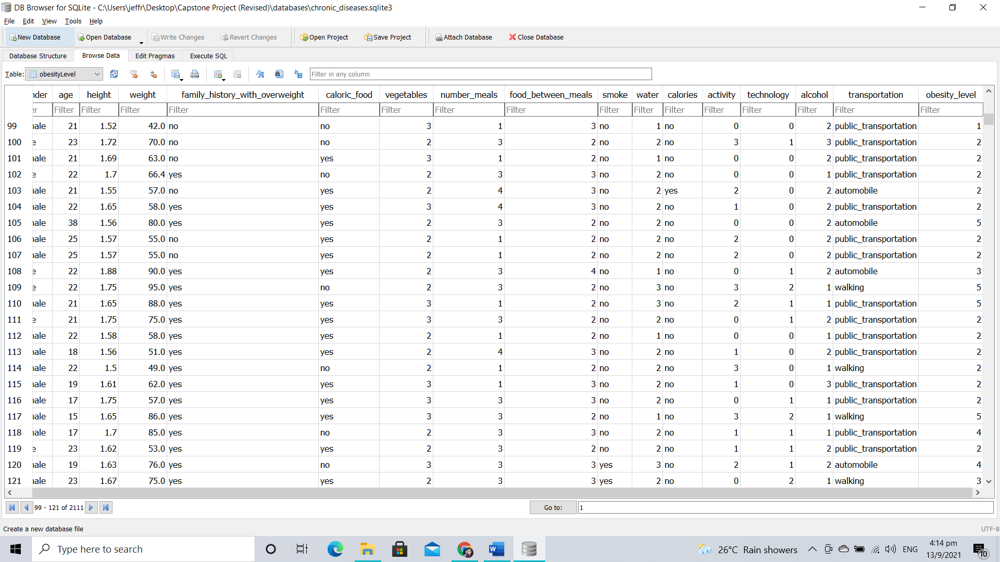 DB Browser for SQLite - C:\Users\jeffr\Desktop\Capstone Project (Revised)\databases\chronic_diseases.sqlite3
File Edit View Tools Help
New Database Open Database Write Changes Revert Changes Open Project Save Project Attach Database Close Database
Database Structure Browse Data Edit Pragmas Execute SQL
Table: obesityLevel Filter in any column
nder age height weight family_history_with_overweight caloric_food vegetables number_meals food_between_meals smoke water calories activity technology alcohol transportation obesity_level
er Filter Filter Filter Filter Filter Filter Filter Filter Filter Filter Filter Filter Filter Filter Filter Filter
99 nale 21 1.52 42.0 no no 3 1 3 no 1 no 0 0 2 public_transportation 1
100 e 23 1.72 70.0 no no 2 3 2 no 2 no 3 1 3 public_transportation 2
101 nale 21 1.69 63.0 no yes 3 1 2 no 1 no 0 0 2 public_transportation 2
102 e 22 1.7 66.4 yes no 2 3 3 no 2 no 0 0 1 public_transportation 2
103 nale 21 1.55 57.0 no yes 2 4 3 no 2 yes 2 0 2 automobile 2
104 nale 22 1.65 58.0 yes yes 3 4 3 no 2 no 1 0 2 public_transportation 2
105 nale 38 1.56 80.0 yes yes 2 3 2 no 2 no 0 0 2 automobile 5
106 nale 25 1.57 55.0 no yes 2 1 2 no 2 no 2 0 2 public_transportation 2
107 nale 25 1.57 55.0 no yes 2 1 2 no 2 no 2 0 2 public_transportation 2
108 e 22 1.88 90.0 yes yes 2 3 4 no 1 no 0 1 2 automobile 3
109 e 22 1.75 95.0 yes no 2 3 2 no 3 no 3 2 1 walking 5
110 nale 21 1.65 88.0 yes yes 3 1 2 no 3 no 2 1 1 public_transportation 5
111 e 21 1.75 75.0 yes yes 3 3 2 no 2 no 0 1 2 public_transportation 2
112 nale 22 1.58 58.0 yes yes 2 1 2 no 1 no 0 0 1 public_transportation 2
113 nale 18 1.56 51.0 yes yes 2 4 3 no 2 no 1 0 2 public_transportation 2
114 nale 22 1.5 49.0 yes no 2 1 2 no 2 no 3 0 1 walking 2
115 nale 19 1.61 62.0 yes yes 3 1 3 no 2 no 1 0 3 public_transportation 2
116 nale 17 1.75 57.0 yes yes 3 3 3 no 2 no 0 1 1 public_transportation 2
117 nale 15 1.65 86.0 yes yes 3 3 2 no 1 no 3 2 1 walking 5
118 nale 17 1.7 85.0 yes no 2 3 3 no 2 no 1 1 1 public_transportation 4
119 e 23 1.62 53.0 yes yes 2 3 2 no 2 no 1 1 2 public_transportation 2
120 nale 19 1.63 76.0 yes no 3 3 3 yes 3 no 2 1 2 automobile 4
121 nale 23 1.67 75.0 yes yes 2 3 3 yes 2 no 0 2 1 walking 3
99 - 121 of 2111 Go to: 1
Create a new database file UTF-8
Type here to search 26°C Rain showers ENG 4:14 pm
13/9/2021 10